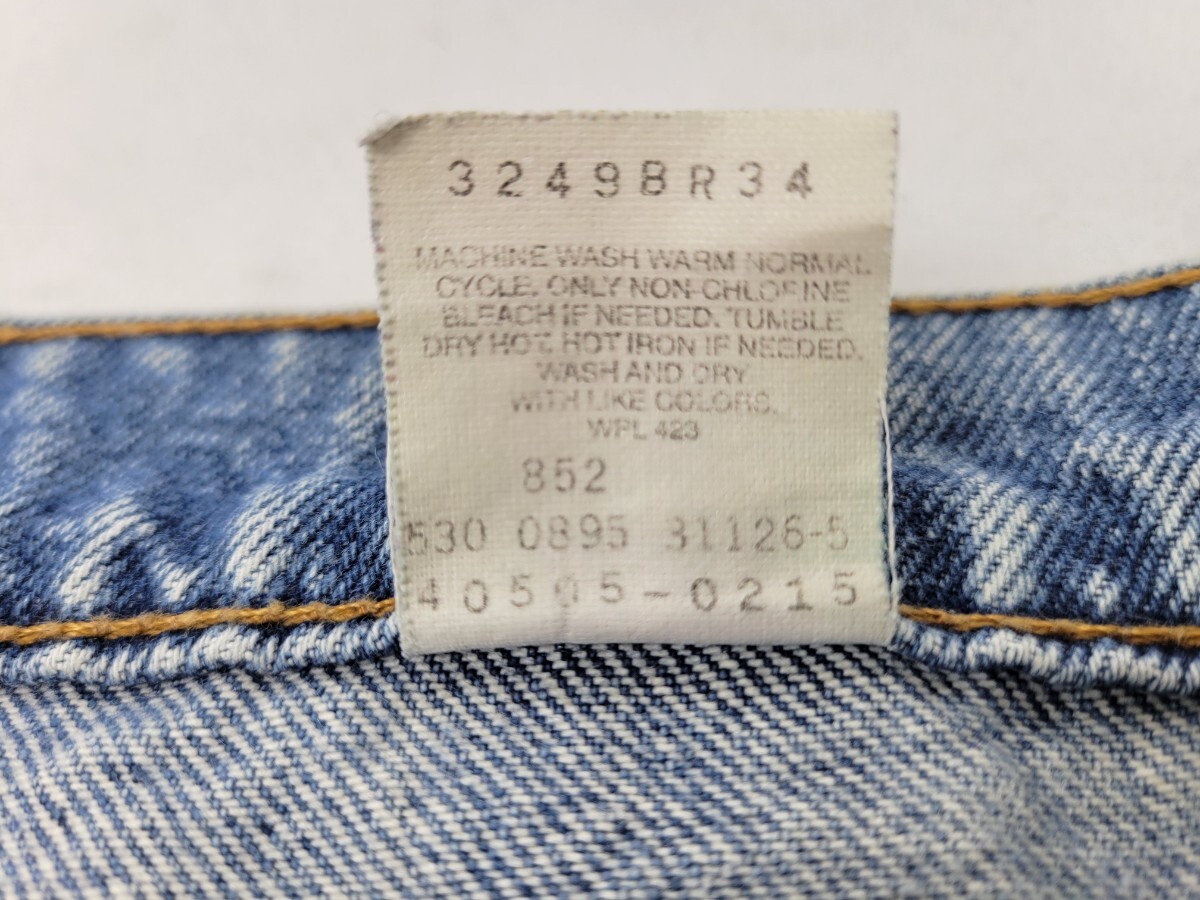 32498R34
MACHINE WASH WARM NORMAL
CYCLE. ONLY NON-CHLORINE
BLEACH IF NEEDED. TUMBLE
DRY HOT. HOT IRON IF NEEDED.
WASH AND DRY
WITH LIKE COLORS.
WPL 423
852
530 0895 31126-5
40505-0215